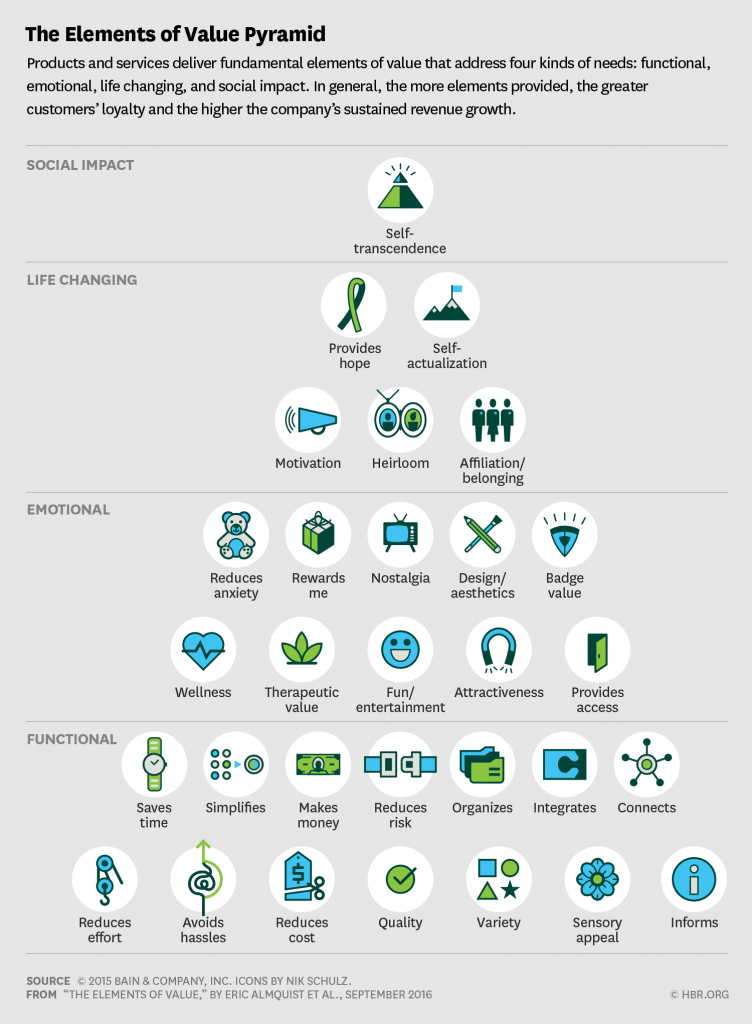 The Elements of Value Pyramid
Products and services deliver fundamental elements of value that address four kinds of needs: functional,
emotional, life changing, and social impact. In general, the more elements provided, the greater
customers’ loyalty and the higher the company’s sustained revenue growth.
SOCIAL IMPACT
Self-
transcendence
LIFE CHANGING
Provides
hope
Self-
actualization
Motivation
Heirloom
Affiliation/
belonging
EMOTIONAL
Reduces
anxiety
Rewards
me
Nostalgia
Design/
aesthetics
Badge
value
Wellness
Therapeutic
value
Fun/
entertainment
Attractiveness
Provides
access
FUNCTIONAL
Saves
time
Simplifies
Makes
money
Reduces
risk
Organizes
Integrates
Connects
Reduces
effort
Avoids
hassles
$
Reduces
cost
Quality
Variety
Sensory
appeal
i
Informs
SOURCE © 2015 BAIN & COMPANY, INC. ICONS BY NIK SCHULZ.
FROM “THE ELEMENTS OF VALUE,” BY ERIC ALMQUIST ET AL., SEPTEMBER 2016
© HBR.ORG